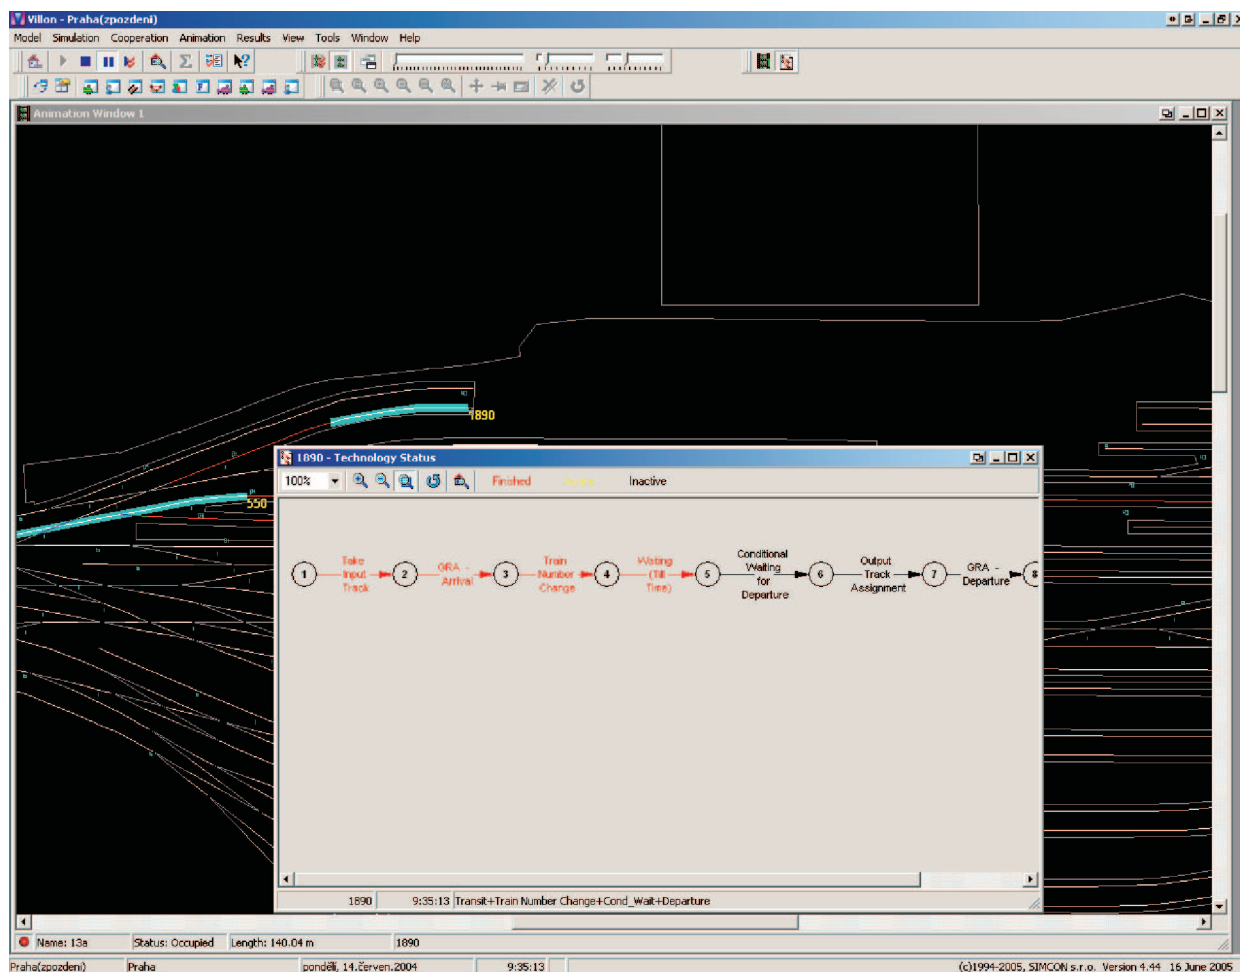 Villon - Praha(zpozdeni)
Model Simulation Cooperation Animation Results View Tools Window Help
Animation Window 1
1890
550
1890 - Technology Status
100% Finished Active Inactive
1 Take Input Track 2 GRA - Arrival 3 Train Number Change 4 Waiting (Till Time) 5 Conditional Waiting for Departure 6 Output Track Assignment 7 GRA - Departure 8
1890 9:35:13 Transit+Train Number Change+Cond_Wait+Departure
Name: 13a Status: Occupied Length: 140.04 m 1890
Praha(zpozdeni) Praha pondělí, 14.červen.2004 9:35:13 (c)1994-2005, SIMCON s.r.o. Version 4.44 16 June 2005